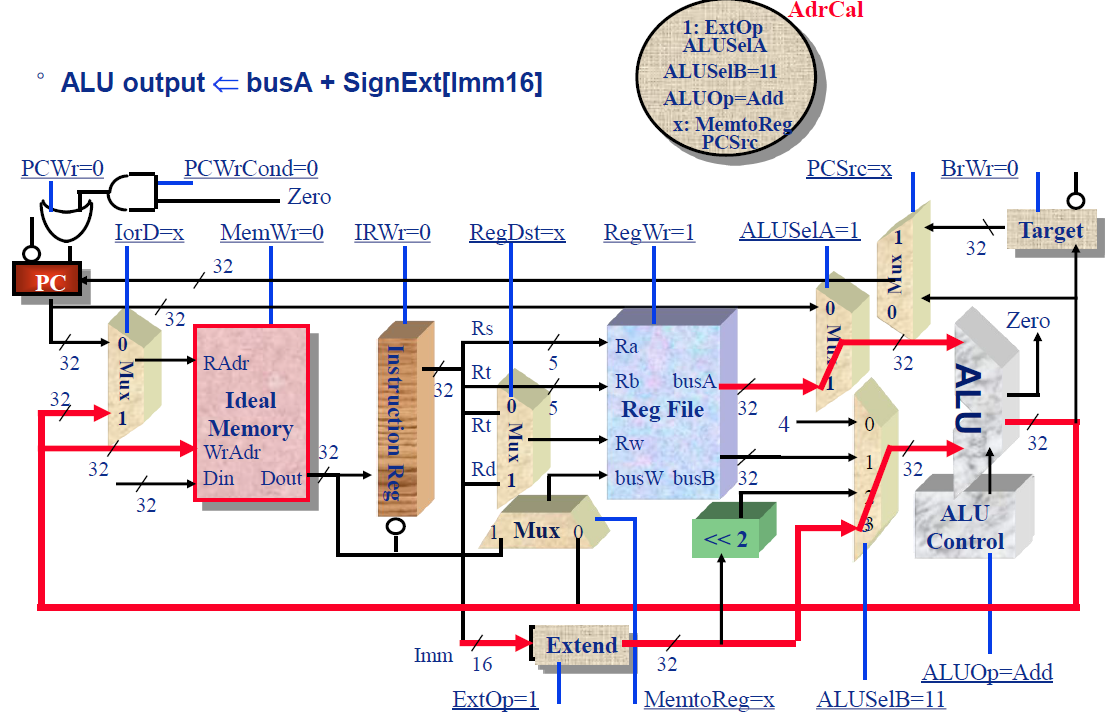 AdrCal
1: ExtOp
ALUSelA
ALUSelB=11
ALUOp=Add
x: MemtoReg
PCSrc
° ALU output ⇐ busA + SignExt[Imm16]
PCWr=0
PCWrCond=0
Zero
PCSrc=x
BrWr=0
IorD=x
MemWr=0
IRWr=0
RegDst=x
RegWr=1
ALUSelA=1
Target
32
PC
32
32
32
0
Mux
1
32
32
32
RAdr
Ideal
Memory
WrAdr
Din
Dout
32
Instruction Reg
32
Rs
Rt
Rt
Rd
5
5
0
Mux
1
1
Mux
0
Ra
Rb
busA
Reg File
Rw
busW
busB
32
32
0
Mux
1
1
Mux
0
32
4
0
1
2
3
32
<< 2
ALU
Zero
32
ALU
Control
Imm
16
Extend
32
ExtOp=1
MemtoReg=x
ALUSelB=11
ALUOp=Add